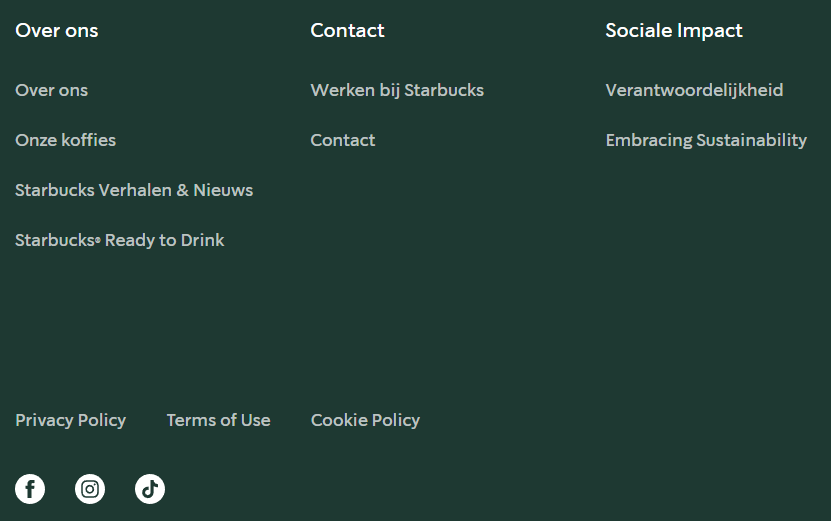 Over ons
Over ons
Onze koffies
Starbucks Verhalen & Nieuws
Starbucks® Ready to Drink
Contact
Werken bij Starbucks
Contact
Sociale Impact
Verantwoordelijkheid
Embracing Sustainability
Privacy Policy
Terms of Use
Cookie Policy